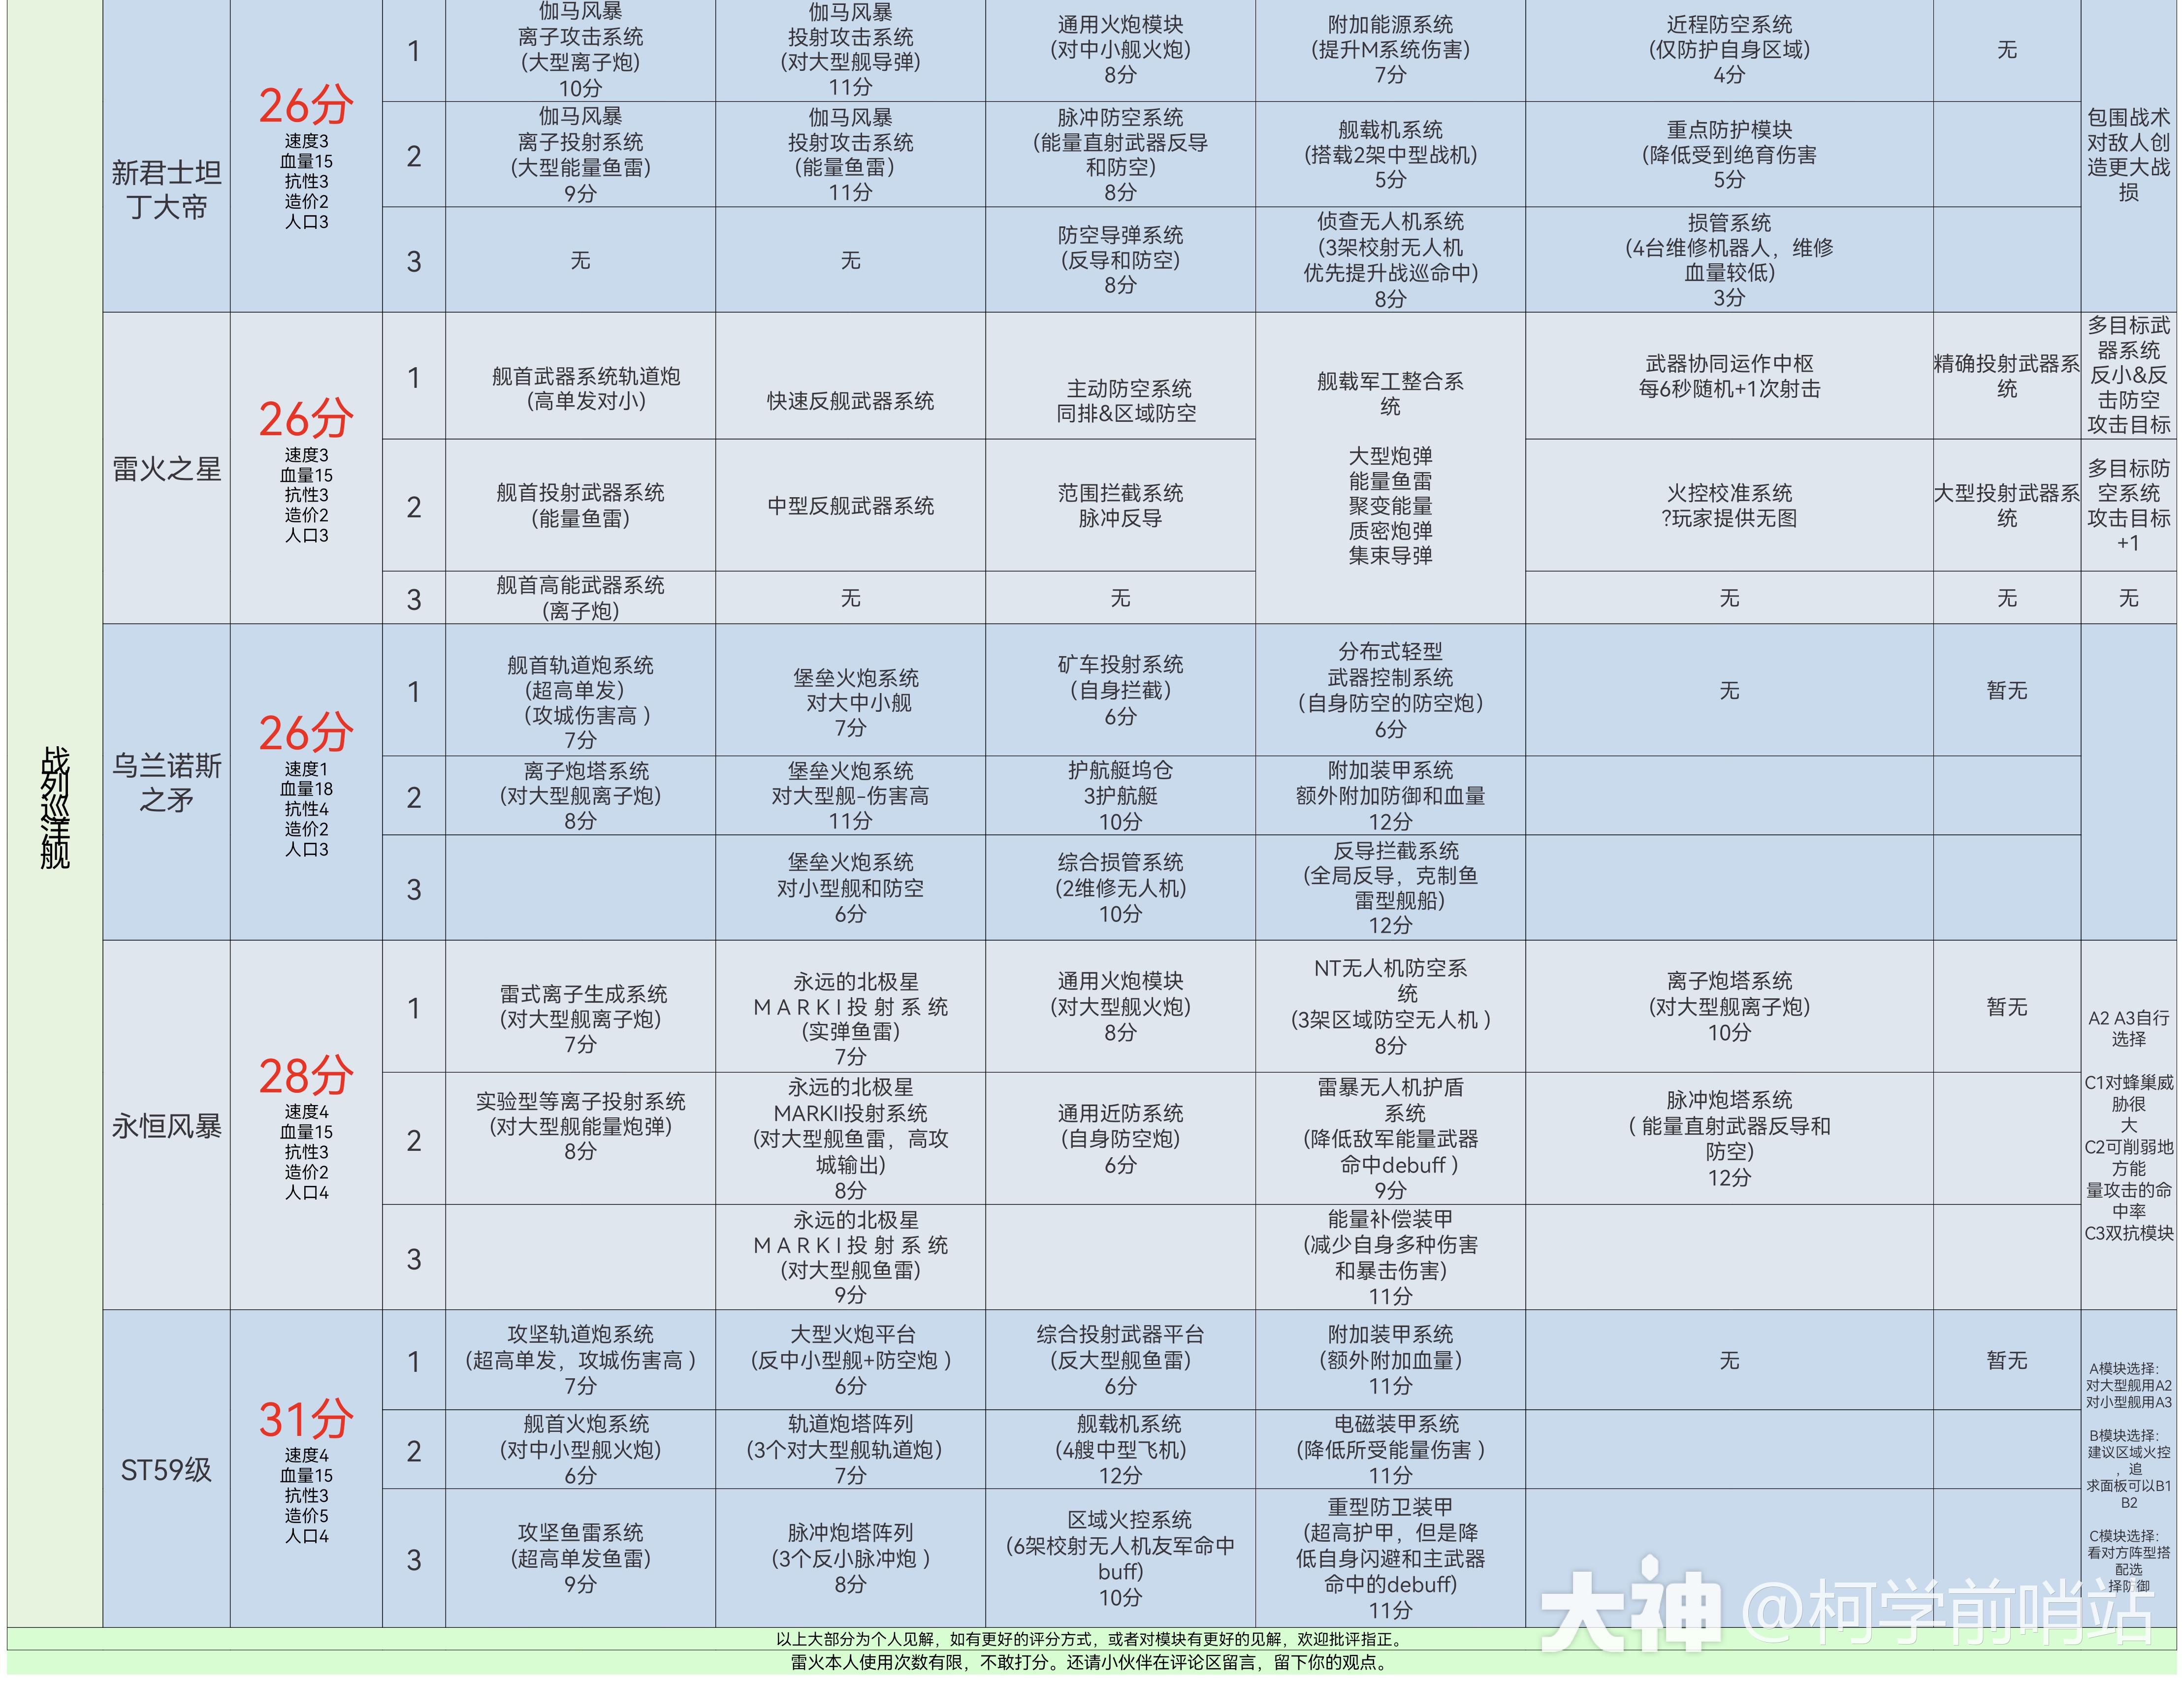 战列巡洋舰
新君士坦
丁大帝
26分
速度3
血量15
抗性3
造价2
人口3
1
伽马风暴
离子攻击系统
(大型离子炮)
10分
伽马风暴
投射攻击系统
(对大型舰导弹)
11分
通用火炮模块
(对中小舰火炮)
8分
附加能源系统
(提升M系统伤害)
7分
近程防空系统
(仅防护自身区域)
4分
无
包围战术
对敌人创
造更大战
损
2
伽马风暴
离子投射系统
(大型能量鱼雷)
9分
伽马风暴
投射攻击系统
(能量鱼雷)
11分
脉冲防空系统
(能量直射武器反导
和防空)
8分
舰载机系统
(搭载2架中型战机)
5分
重点防护模块
(降低受到绝育伤害
5分
3
无
无
防空导弹系统
(反导和防空)
8分
侦查无人机系统
(3架校射无人机
优先提升战巡命中)
8分
损管系统
(4台维修机器人，维修
血量较低)
3分
雷火之星
26分
速度3
血量15
抗性3
造价2
人口3
1
舰首武器系统轨道炮
(高单发对小)
快速反舰武器系统
主动防空系统
同排&区域防空
舰载军工整合系
统
大型炮弹
能量鱼雷
聚变能量
质密炮弹
集束导弹
武器协同运作中枢
每6秒随机+1次射击
精确投射武器系
统
多目标武
器系统
反小&反
击防空
攻击目标
2
舰首投射武器系统
(能量鱼雷)
中型反舰武器系统
范围拦截系统
脉冲反导
火控校准系统
?玩家提供无图
大型投射武器系
统
多目标防
空系统
攻击目标
+1
3
舰首高能武器系统
(离子炮)
无
无
无
无
无
乌兰诺斯
之矛
26分
速度1
血量18
抗性4
造价2
人口3
1
舰首轨道炮系统
(超高单发)
（攻城伤害高 )
7分
堡垒火炮系统
对大中小舰
7分
矿车投射系统
（自身拦截）
6分
分布式轻型
武器控制系统
（自身防空的防空炮)
6分
无
暂无
2
离子炮塔系统
(对大型舰离子炮)
8分
堡垒火炮系统
对大型舰-伤害高
11分
护航艇坞仓
3护航艇
10分
附加装甲系统
额外附加防御和血量
12分
3
堡垒火炮系统
对小型舰和防空
6分
综合损管系统
(2维修无人机)
10分
反导拦截系统
(全局反导，克制鱼
雷型舰船)
12分
永恒风暴
28分
速度4
血量15
抗性3
造价2
人口4
1
雷式离子生成系统
(对大型舰离子炮)
7分
永远的北极星
MARKI投射系统
(实弹鱼雷)
7分
通用火炮模块
(对大型舰火炮)
8分
NT无人机防空系
统
(3架区域防空无人机 )
8分
离子炮塔系统
(对大型舰离子炮)
10分
暂无
A2 A3自行
选择
C1对蜂巢威
胁很
大
C2可削弱地
方能
量攻击的命
中率
C3双抗模块
2
实验型等离子投射系统
(对大型舰能量炮弹)
8分
永远的北极星
MARKII投射系统
(对大型舰鱼雷，高攻
城输出)
8分
通用近防系统
(自身防空炮)
6分
雷暴无人机护盾
系统
(降低敌军能量武器
命中debuff )
9分
脉冲炮塔系统
( 能量直射武器反导和
防空)
12分
3
永远的北极星
MARKI投射系统
(对大型舰鱼雷)
9分
能量补偿装甲
(减少自身多种伤害
和暴击伤害)
11分
ST59级
31分
速度4
血量15
抗性3
造价5
人口4
1
攻坚轨道炮系统
(超高单发，攻城伤害高 )
7分
大型火炮平台
(反中小型舰+防空炮 )
6分
综合投射武器平台
(反大型舰鱼雷)
6分
附加装甲系统
(额外附加血量)
11分
无
暂无
A模块选择：
对大型舰用A2
对小型舰用A3
B模块选择：
建议区域火控
，追
求面板可以B1
B2
C模块选择：
看对方阵型搭
配选
择防御
2
舰首火炮系统
(对中小型舰火炮)
6分
轨道炮塔阵列
(3个对大型舰轨道炮)
7分
舰载机系统
(4艘中型飞机)
12分
电磁装甲系统
(降低所受能量伤害 )
11分
3
攻坚鱼雷系统
(超高单发鱼雷)
9分
脉冲炮塔阵列
(3个反小脉冲炮 )
8分
区域火控系统
(6架校射无人机友军命中
buff)
10分
重型防卫装甲
(超高护甲，但是降
低自身闪避和主武器
命中的debuff)
11分
大神 @柯学前哨站
以上大部分为个人见解，如有更好的评分方式，或者对模块有更好的见解，欢迎批评指正。
雷火本人使用次数有限，不敢打分。还请小伙伴在评论区留言，留下你的观点。